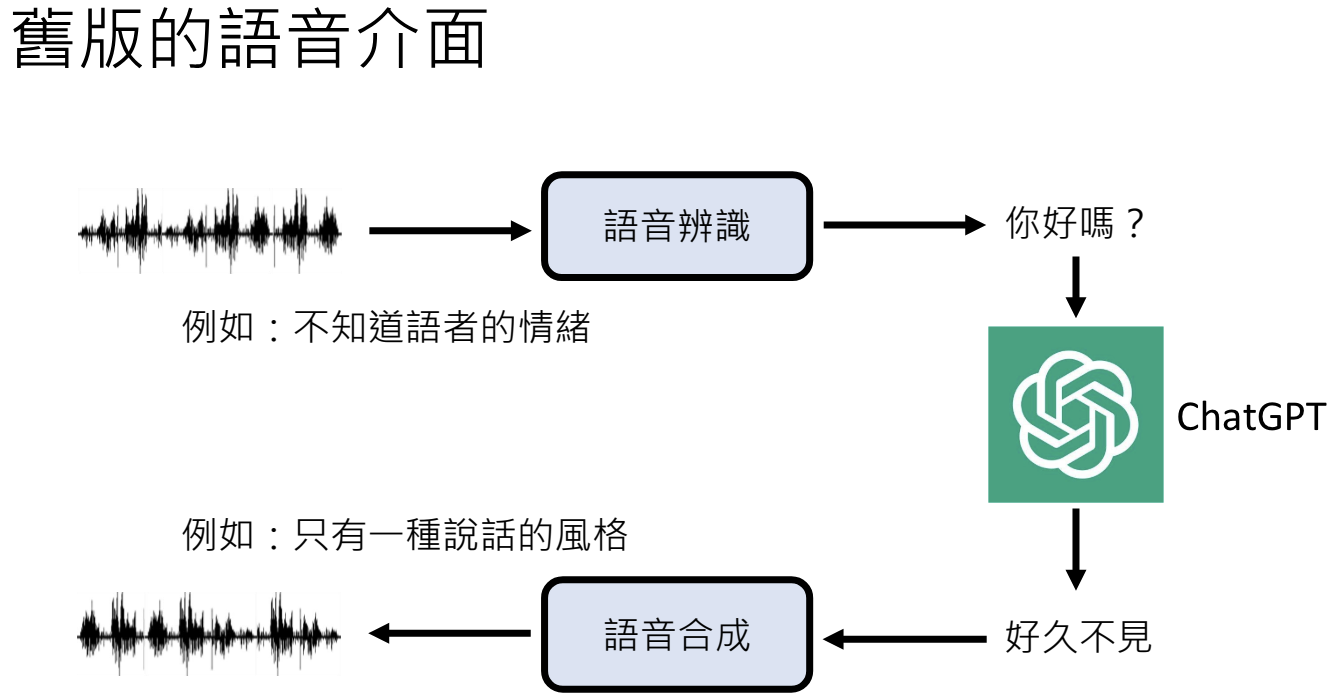 舊版的語音介面
語音辨識
你好嗎？
例如：不知道語者的情緒
ChatGPT
例如：只有一種說話的風格
語音合成
好久不見